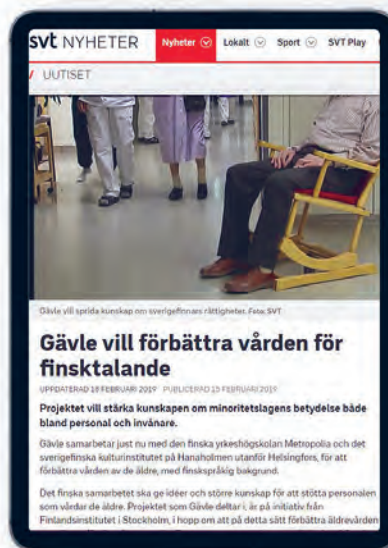 svt NYHETER Nyheter Lokalt Sport SVT Play
/ UUTISET
Gävle vill sprida kunskap om sverigefinnars rättigheter. Foto: SVT
Gävle vill förbättra vården för
finsktalande
UPPDATERAD 18 FEBRUARI 2019 PUBLICERAD 15 FEBRUARI 2019
Projektet vill stärka kunskapen om minoritetslagens betydelse både
bland personal och invånare.
Gävle samarbetar just nu med den finska yrkeshögskolan Metropolia och det
sverigefinska kulturinstitutet på Hanaholmen utanför Helsingfors, för att
förbättra vården av de äldre, med finskspråkig bakgrund.
Det finska samarbetet ska ge idéer och större kunskap för att stötta personalen
som vårdar de äldre. Projektet som Gävle deltar i, är på initiativ från
Finlandsinstitutet i Stockholm, i hopp om att på detta sätt förbättra äldrevården